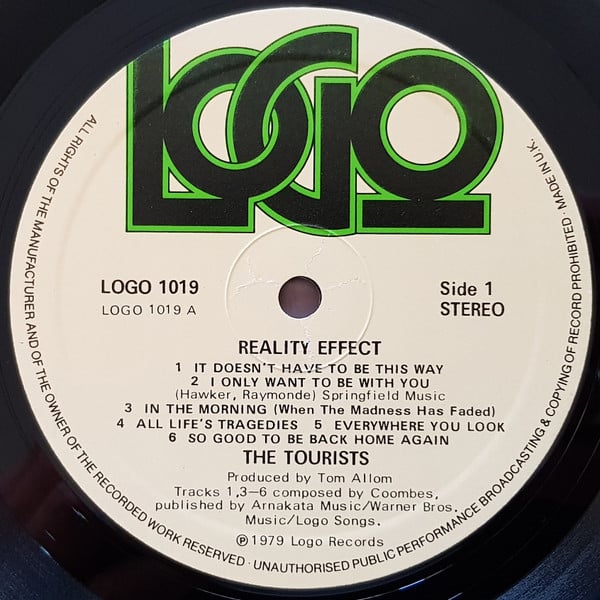 LOGO
LOGO 1019
LOGO 1019 A
Side 1
STEREO
REALITY EFFECT
1 IT DOESN'T HAVE TO BE THIS WAY
2 I ONLY WANT TO BE WITH YOU
(Hawker, Raymonde) Springfield Music
3 IN THE MORNING (When The Madness Has Faded)
4 ALL LIFE'S TRAGEDIES 5 EVERYWHERE YOU LOOK
6 SO GOOD TO BE BACK HOME AGAIN
THE TOURISTS
Produced by Tom Allom
Tracks 1,3–6 composed by Coombes,
published by Arnakata Music/Warner Bros.
Music/Logo Songs.
℗ 1979 Logo Records
ALL RIGHTS OF THE MANUFACTURER AND OF THE OWNER OF THE RECORDED WORK RESERVED · UNAUTHORISED PUBLIC PERFORMANCE BROADCASTING & COPYING OF RECORD PROHIBITED · MADE IN U.K.